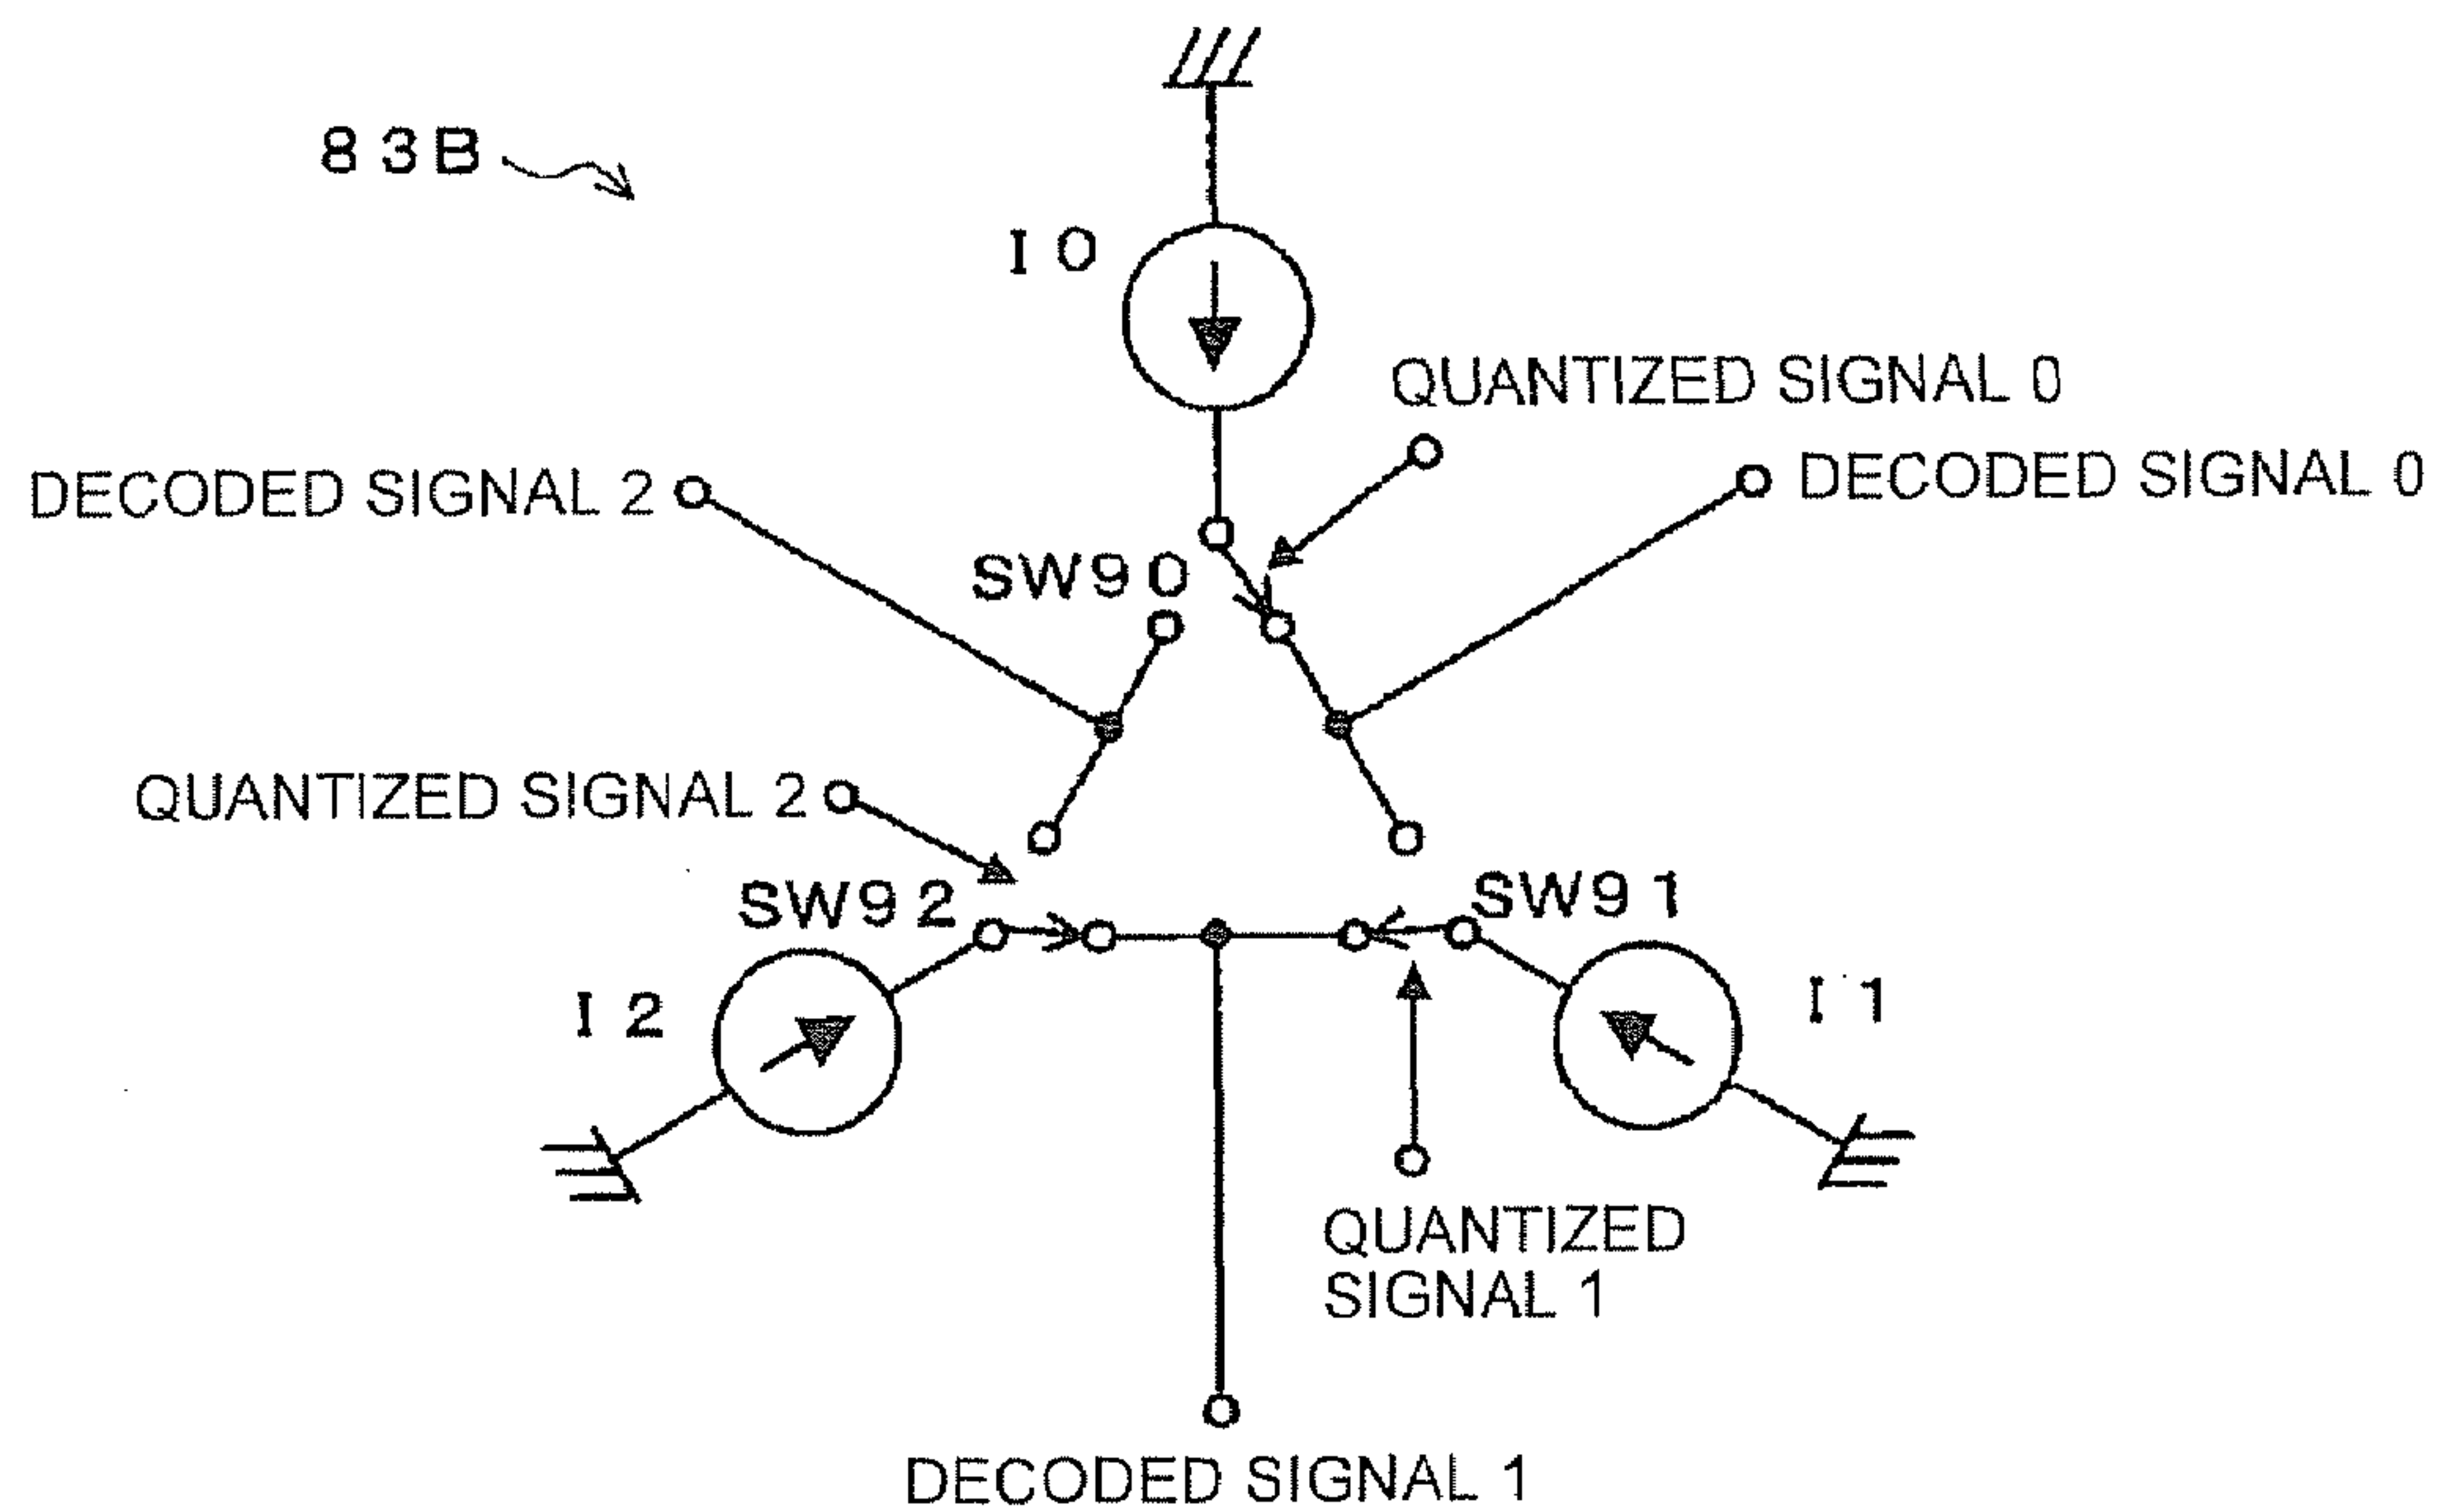 83B
I0
QUANTIZED SIGNAL 0
DECODED SIGNAL 2
DECODED SIGNAL 0
SW90
QUANTIZED SIGNAL 2
SW92
SW91
I2
I1
QUANTIZED
SIGNAL 1
DECODED SIGNAL 1